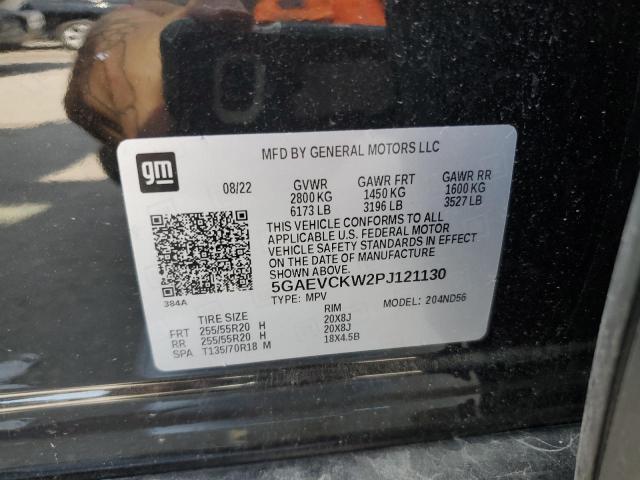 MFD BY GENERAL MOTORS LLC
gm
08/22 GVWR GAWR FRT GAWR RR
2800 KG 1450 KG 1600 KG
6173 LB 3196 LB 3527 LB
THIS VEHICLE CONFORMS TO ALL
APPLICABLE U.S. FEDERAL MOTOR
VEHICLE SAFETY STANDARDS IN EFFECT
ON THE DATE OF MANUFACTURE
SHOWN ABOVE.
5GAEVCKW2PJ121130
384A
TYPE: MPV MODEL: 204ND56
TIRE SIZE RIM
FRT 255/55R20 H 20X8J
RR 255/55R20 H 20X8J
SPA T135/70R18 M 18X4.5B